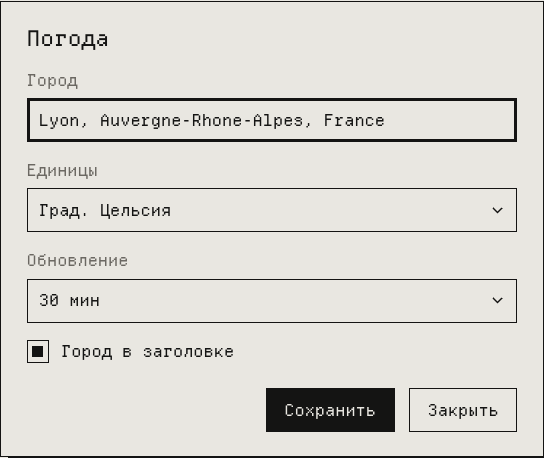 Погода
Город
Lyon, Auvergne-Rhone-Alpes, France
Единицы
Град. Цельсия
Обновление
30 мин
Город в заголовке
Сохранить Закрыть